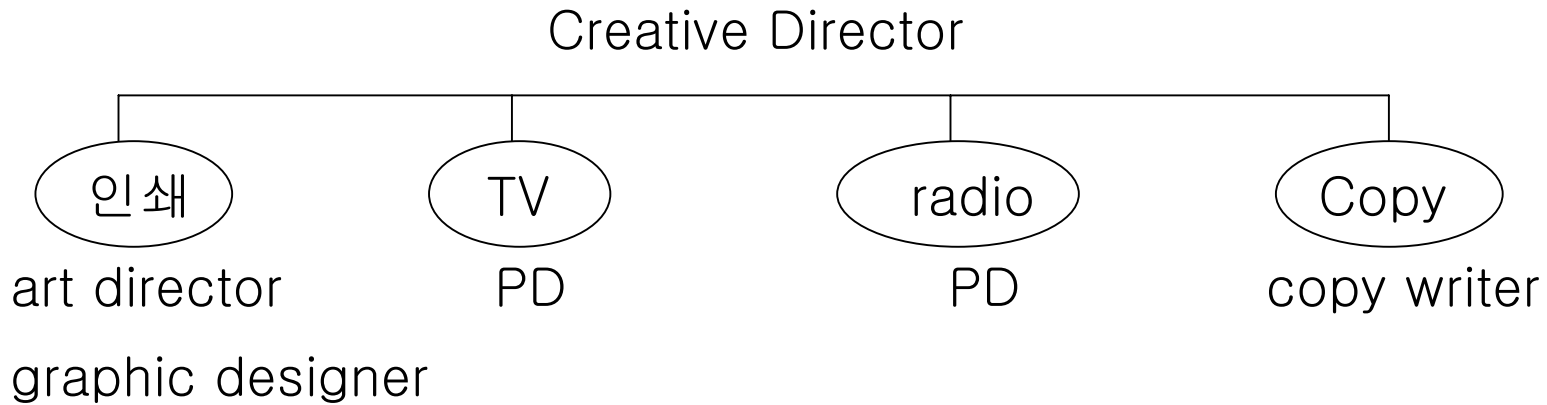 Creative Director
인쇄 TV radio Copy
art director PD PD copy writer
graphic designer